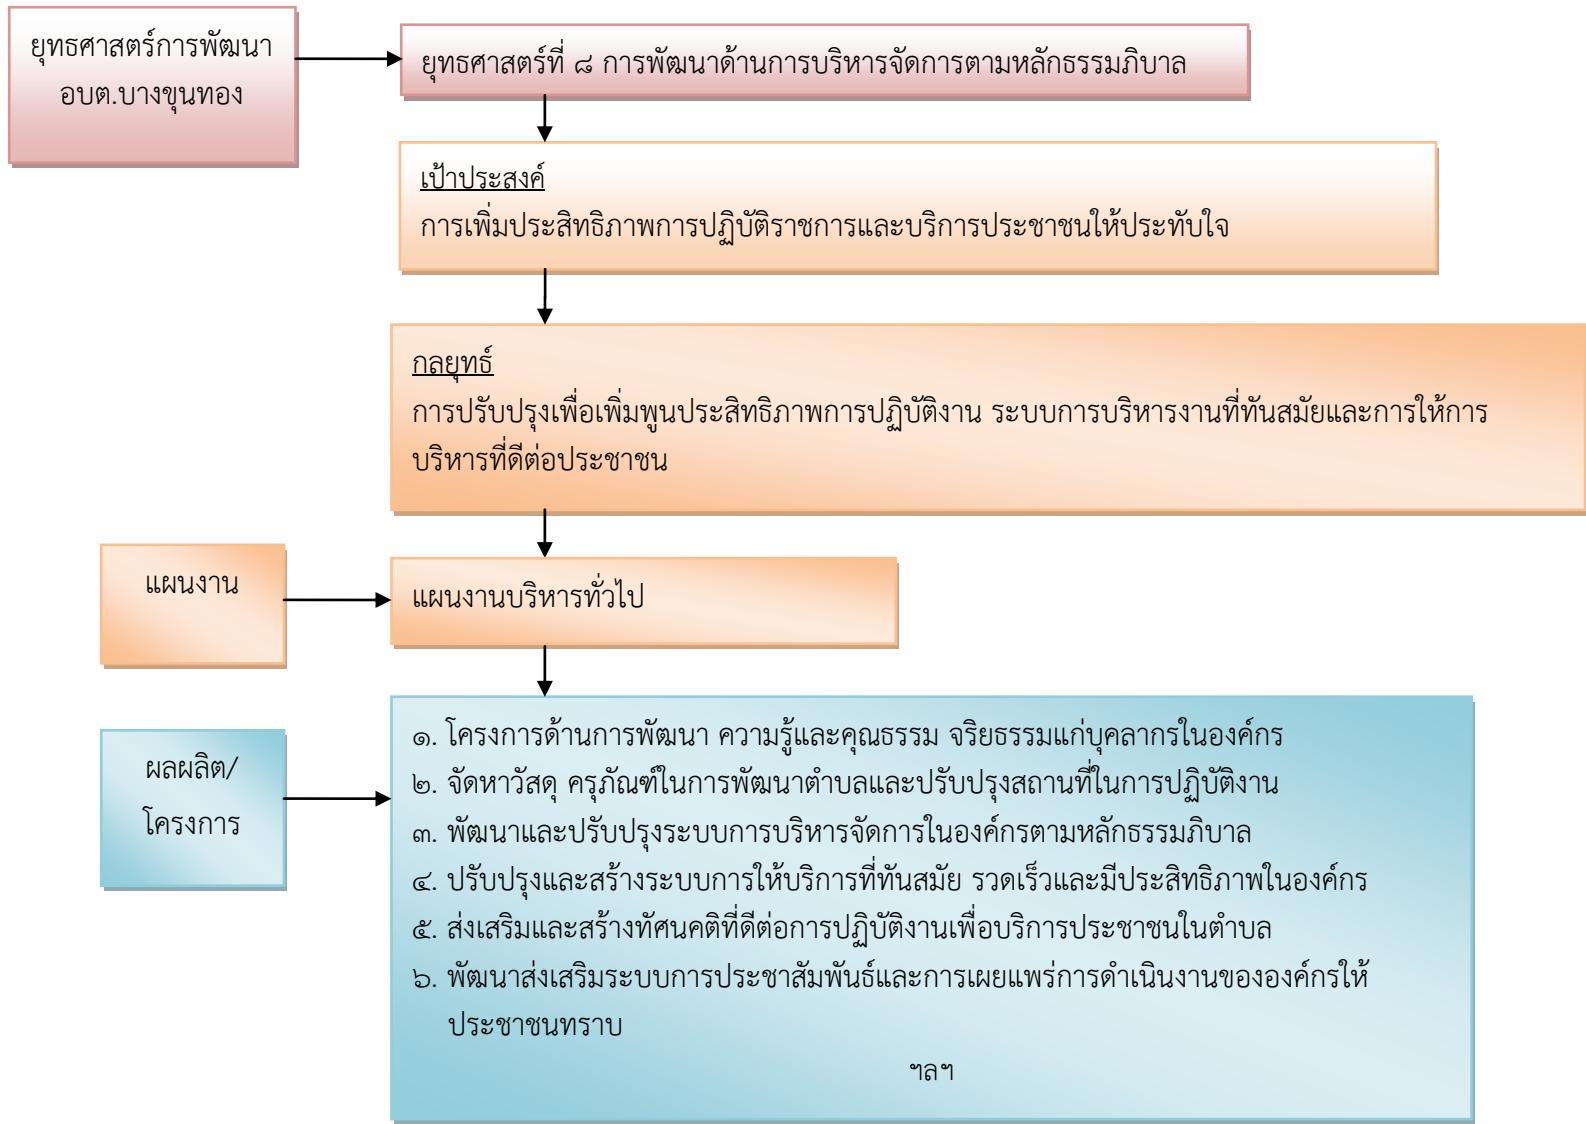 ยุทธศาสตร์การพัฒนา
อบต.บางขุนทอง
ยุทธศาสตร์ที่ ๘ การพัฒนาด้านการบริหารจัดการตามหลักธรรมภิบาล
เป้าประสงค์
การเพิ่มประสิทธิภาพการปฏิบัติราชการและบริการประชาชนให้ประทับใจ
กลยุทธ์
การปรับปรุงเพื่อเพิ่มพูนประสิทธิภาพการปฏิบัติงาน ระบบการบริหารงานที่ทันสมัยและการให้การ
บริหารที่ดีต่อประชาชน
แผนงาน
แผนงานบริหารทั่วไป
ผลผลิต/
โครงการ
๑. โครงการด้านการพัฒนา ความรู้และคุณธรรม จริยธรรมแก่บุคลากรในองค์กร
๒. จัดหาวัสดุ ครุภัณฑ์ในการพัฒนาตำบลและปรับปรุงสถานที่ในการปฏิบัติงาน
๓. พัฒนาและปรับปรุงระบบการบริหารจัดการในองค์กรตามหลักธรรมภิบาล
๔. ปรับปรุงและสร้างระบบการให้บริการที่ทันสมัย รวดเร็วและมีประสิทธิภาพในองค์กร
๕. ส่งเสริมและสร้างทัศนคติที่ดีต่อการปฏิบัติงานเพื่อบริการประชาชนในตำบล
๖. พัฒนาส่งเสริมระบบการประชาสัมพันธ์และการเผยแพร่การดำเนินงานขององค์กรให้
ประชาชนทราบ
ฯลฯ